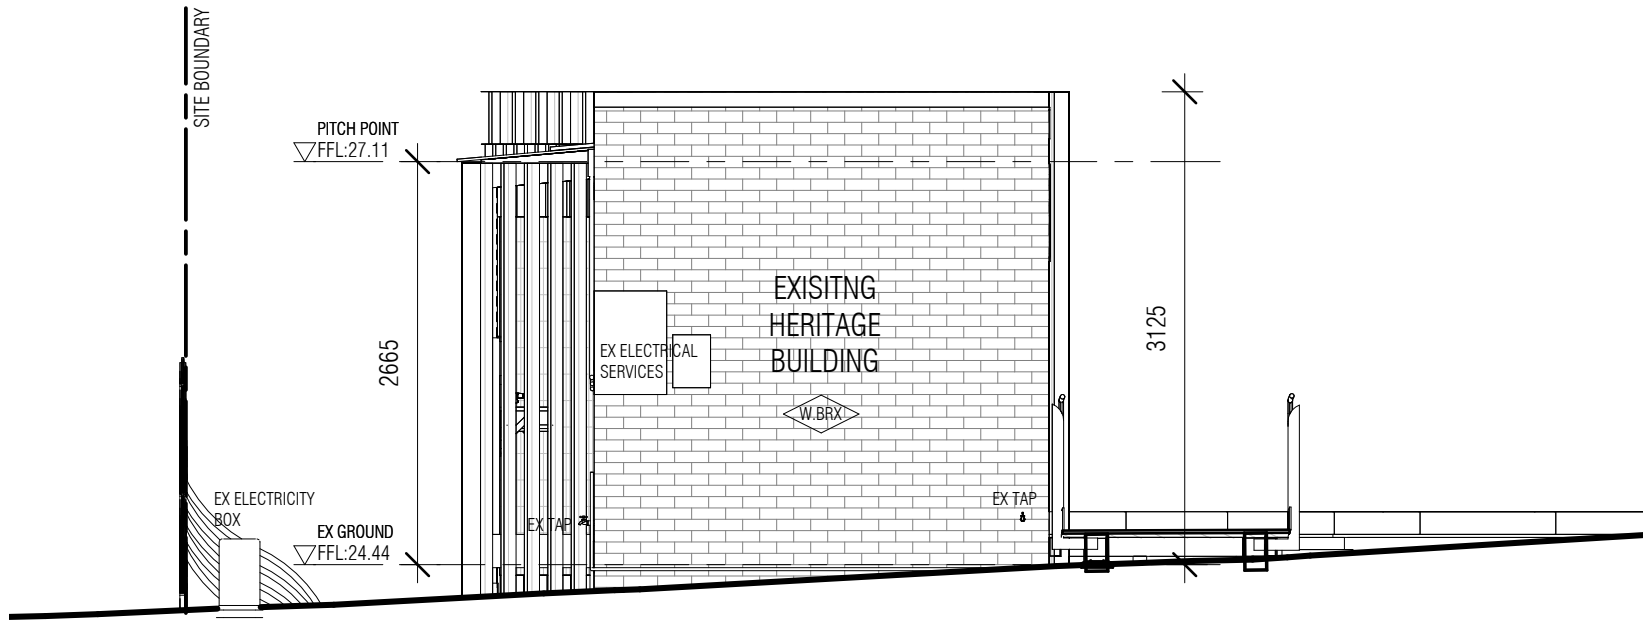 SITE BOUNDARY
PITCH POINT
FFL:27.11
2665
3125
EXISITNG
HERITAGE
BUILDING
EX ELECTRICAL
SERVICES
W.BRX
EX ELECTRICITY
BOX
EX TAP
EX TAP
EX GROUND
FFL:24.44